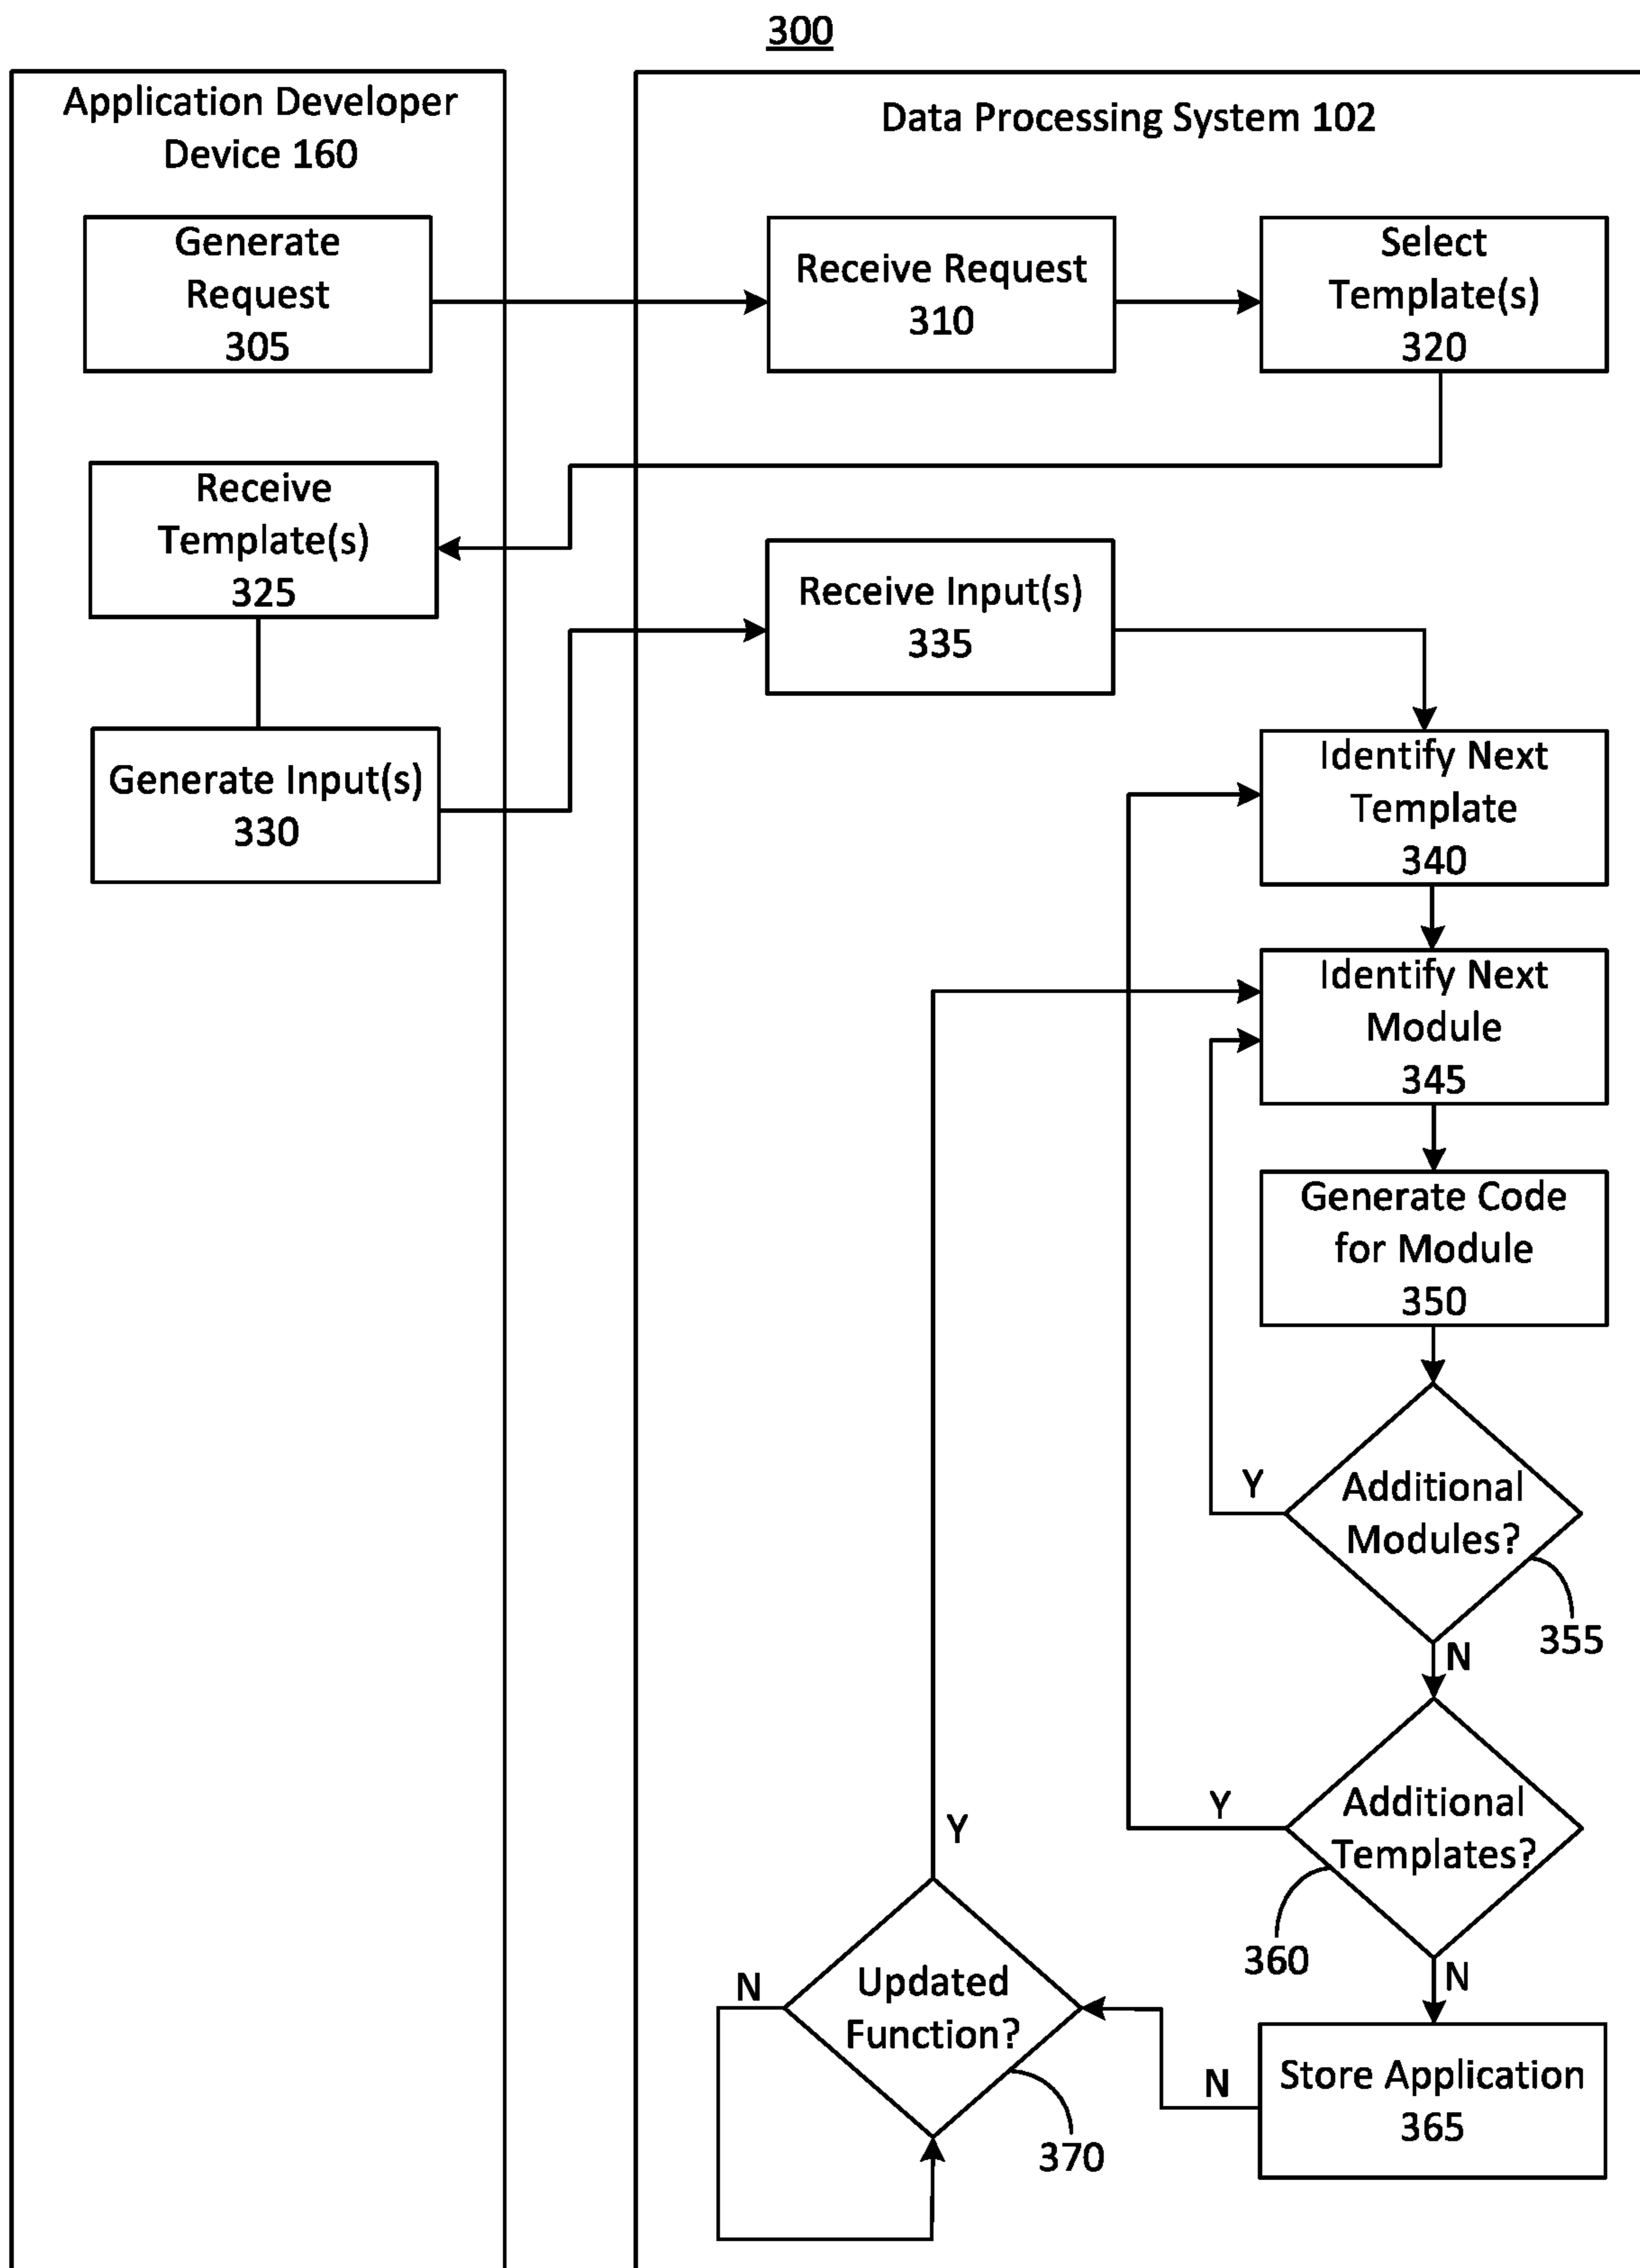 300
Application Developer
Device 160
Data Processing System 102
Generate
Request
305
Receive Request
310
Select
Template(s)
320
Receive
Template(s)
325
Receive Input(s)
335
Generate Input(s)
330
Identify Next
Template
340
Identify Next
Module
345
Generate Code
for Module
350
Additional
Modules?
Y
355
N
Additional
Templates?
Y
360
N
Y
Updated
Function?
N
370
N
Store Application
365